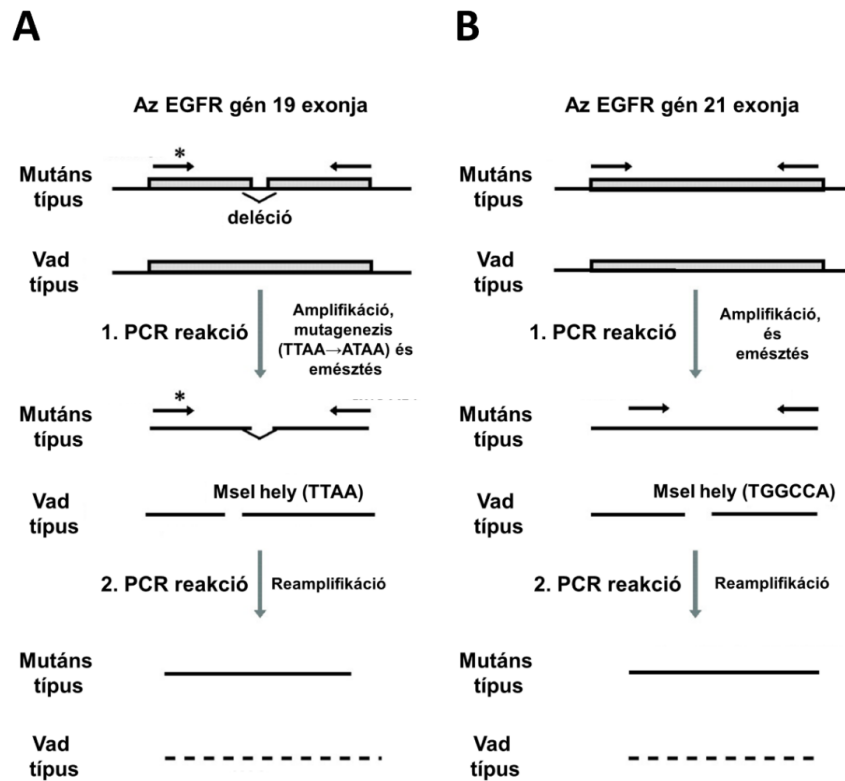 A
Az EGFR gén 19 exonja
*
Mutáns
típus
deléció
Vad
típus
1. PCR reakció
Amplifikáció,
mutagenezis
(TTAA→ATAA) és
emésztés
*
Mutáns
típus
Vad
típus
Msel hely (TTAA)
2. PCR reakció
Reamplifikáció
Mutáns
típus
Vad
típus
B
Az EGFR gén 21 exonja
Mutáns
típus
Vad
típus
1. PCR reakció
Amplifikáció,
és
emésztés
Mutáns
típus
Vad
típus
Msel hely (TGGCCA)
2. PCR reakció
Reamplifikáció
Mutáns
típus
Vad
típus